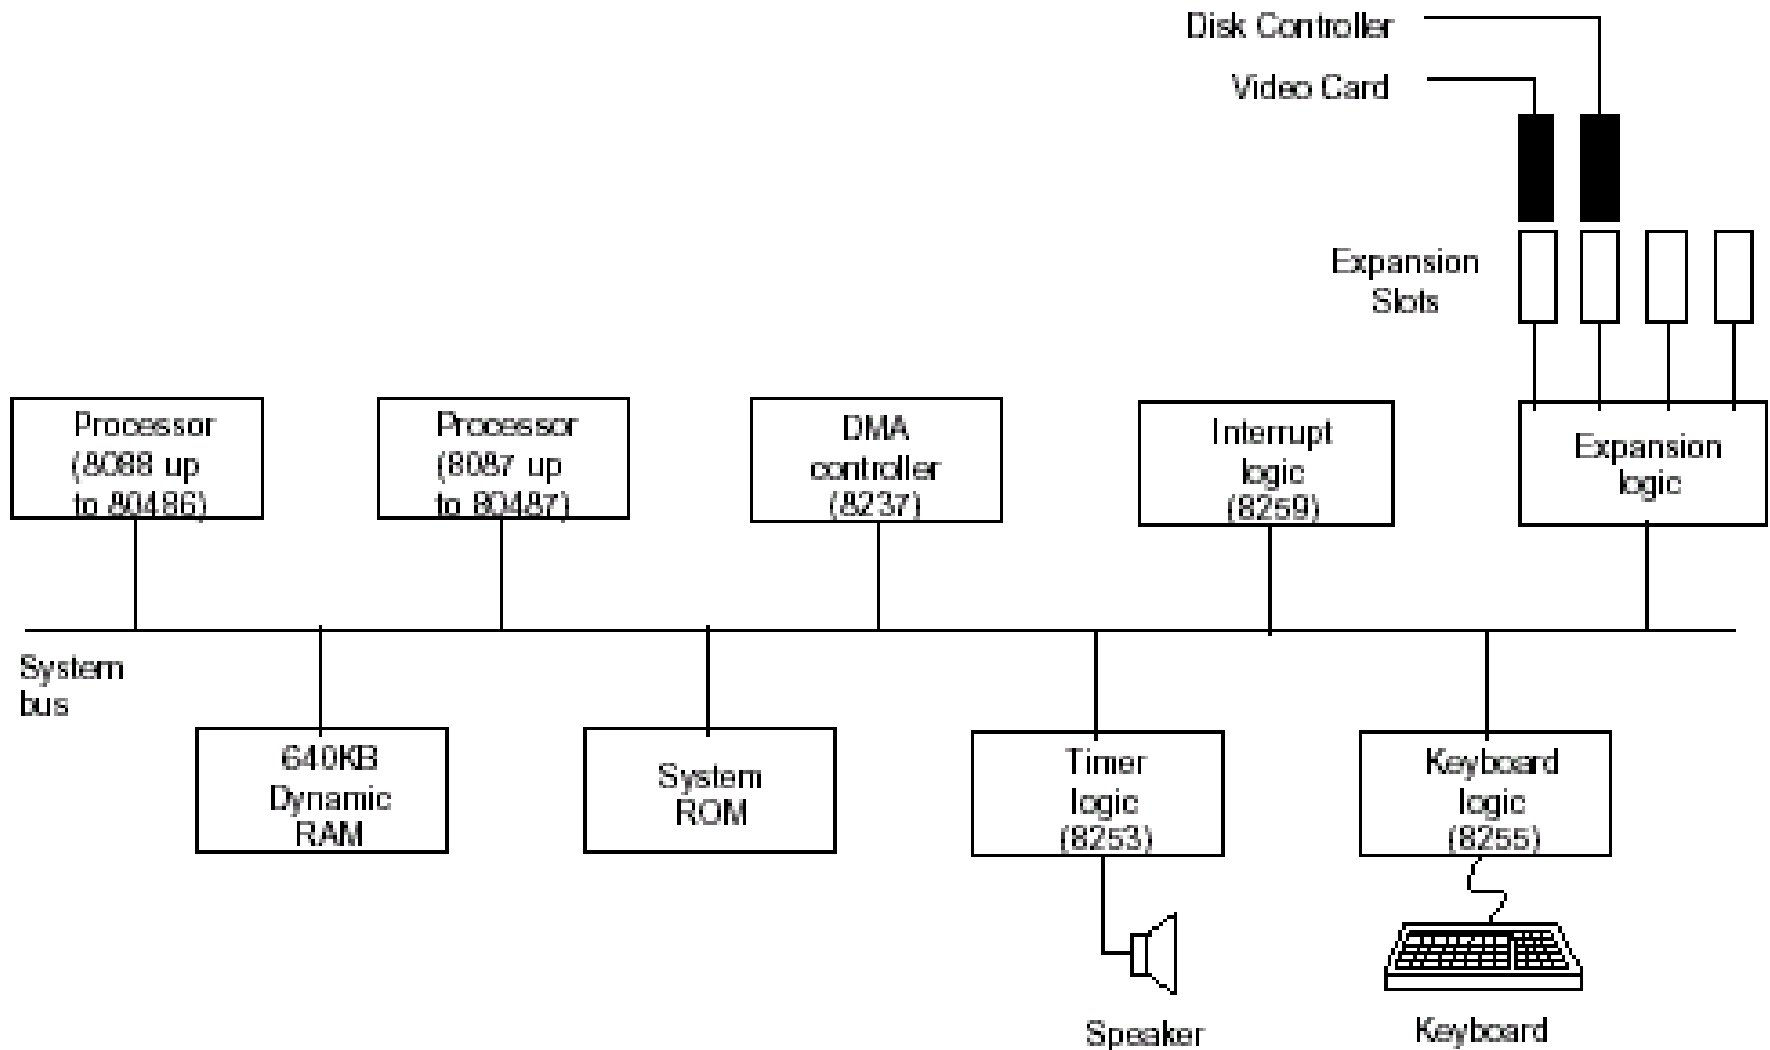 Disk Controller
Video Card
Expansion
Slots
Processor
(8088 up
to 80486)
Processor
(8087 up
to 80487)
DMA
controller
(8237)
Interrupt
logic
(8259)
Expansion
logic
System
bus
640KB
Dynamic
RAM
System
ROM
Timer
logic
(8253)
Keyboard
logic
(8255)
Speaker
Keyboard